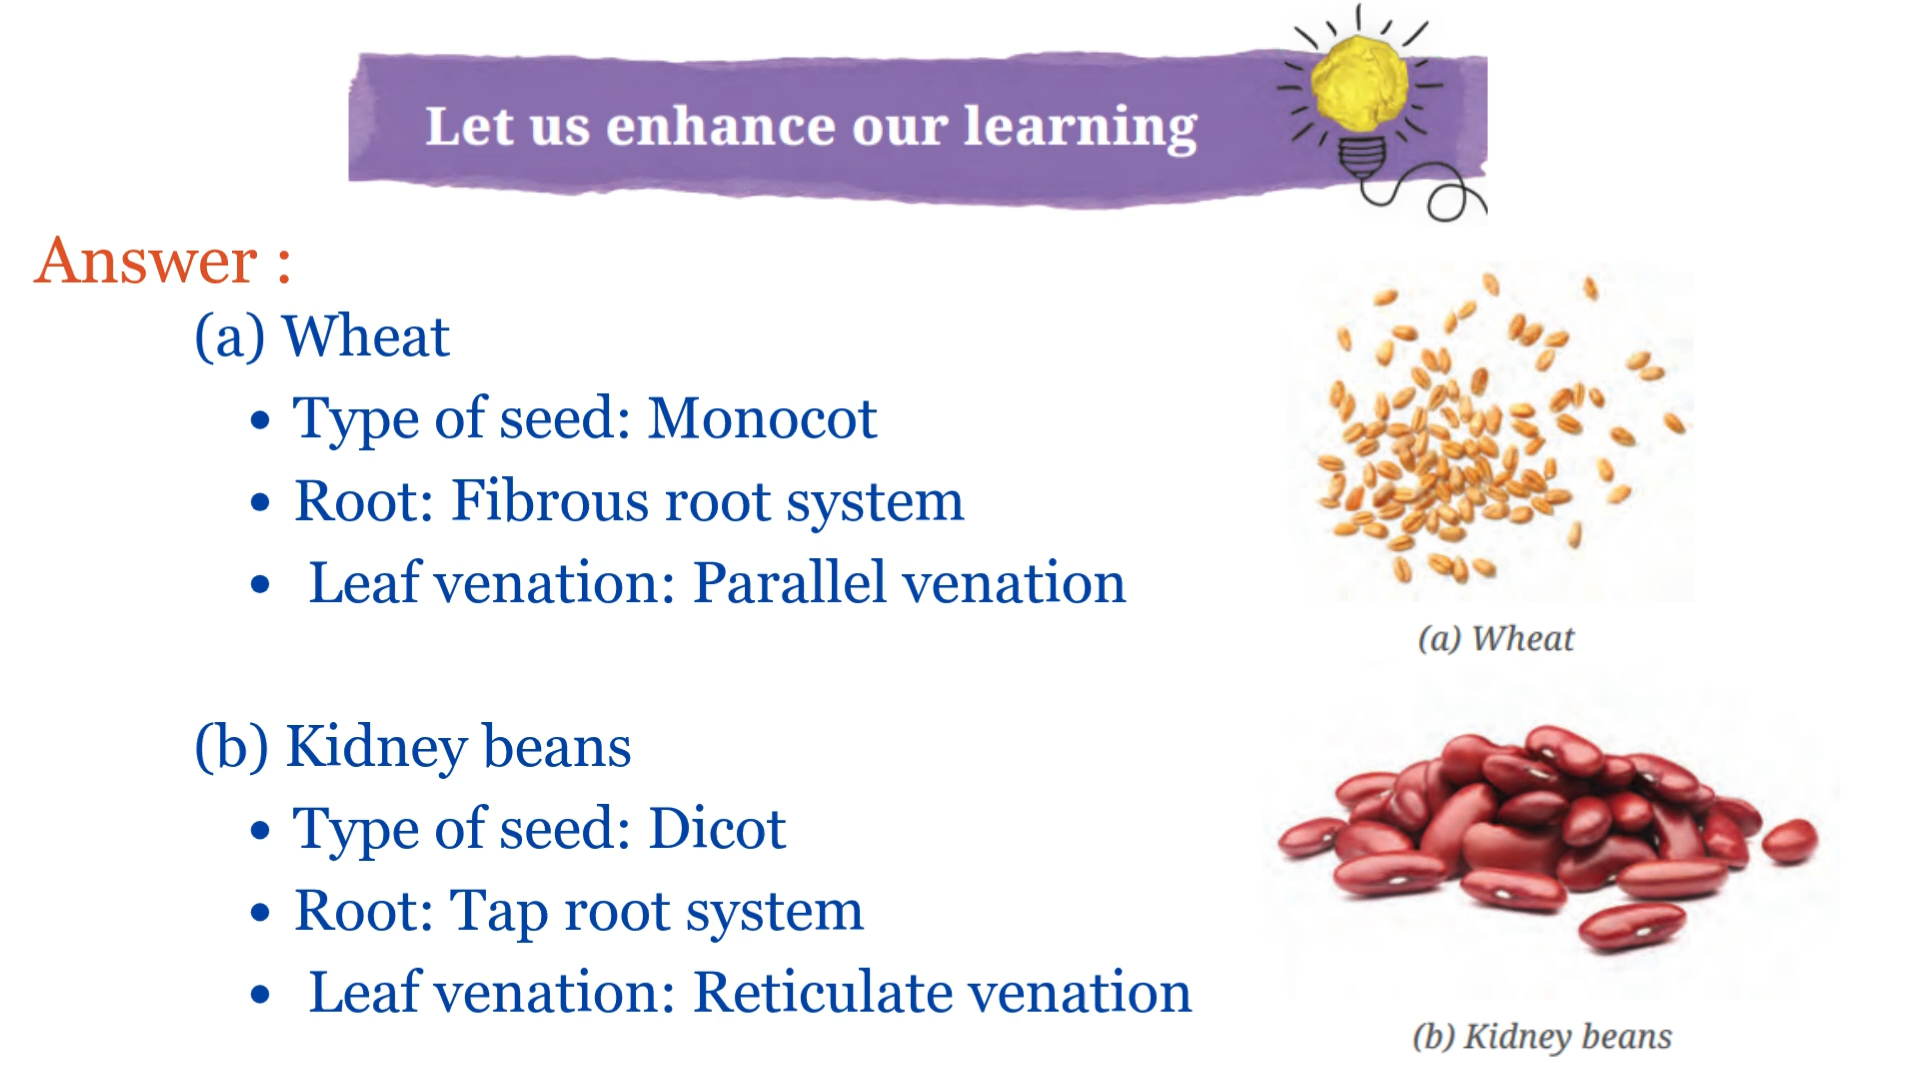 Let us enhance our learning
Answer :
(a) Wheat
• Type of seed: Monocot
• Root: Fibrous root system
• Leaf venation: Parallel venation
(a) Wheat
(b) Kidney beans
• Type of seed: Dicot
• Root: Tap root system
• Leaf venation: Reticulate venation
(b) Kidney beans